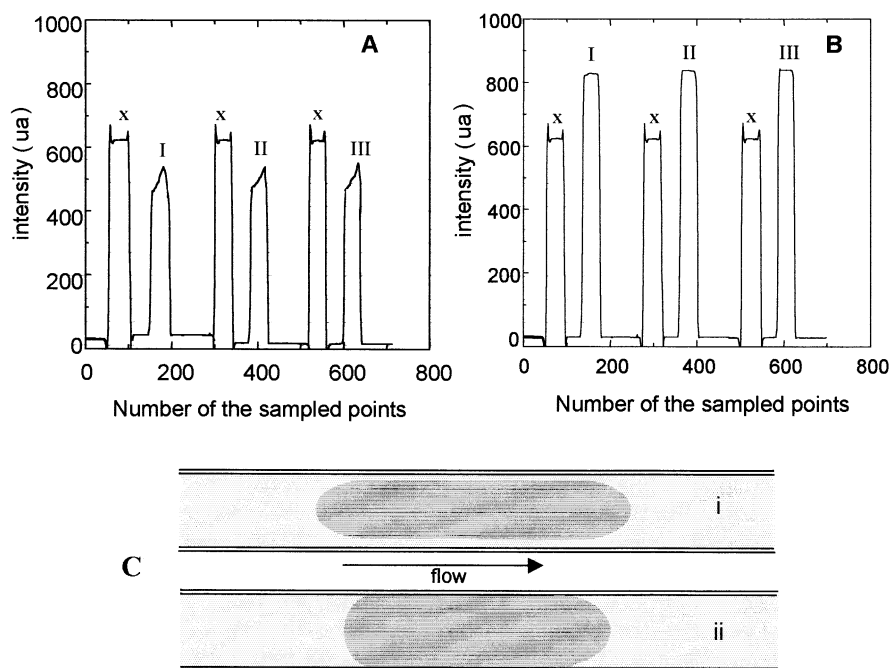 1000
800
600
400
200
0
intensity ( ua )
A
x
I
x
II
x
III
0
200
400
600
800
Number of the sampled points
1000
800
600
400
200
0
intensity ( ua )
B
x
I
x
II
x
III
0
200
400
600
800
Number of the sampled points
C
i
flow
ii